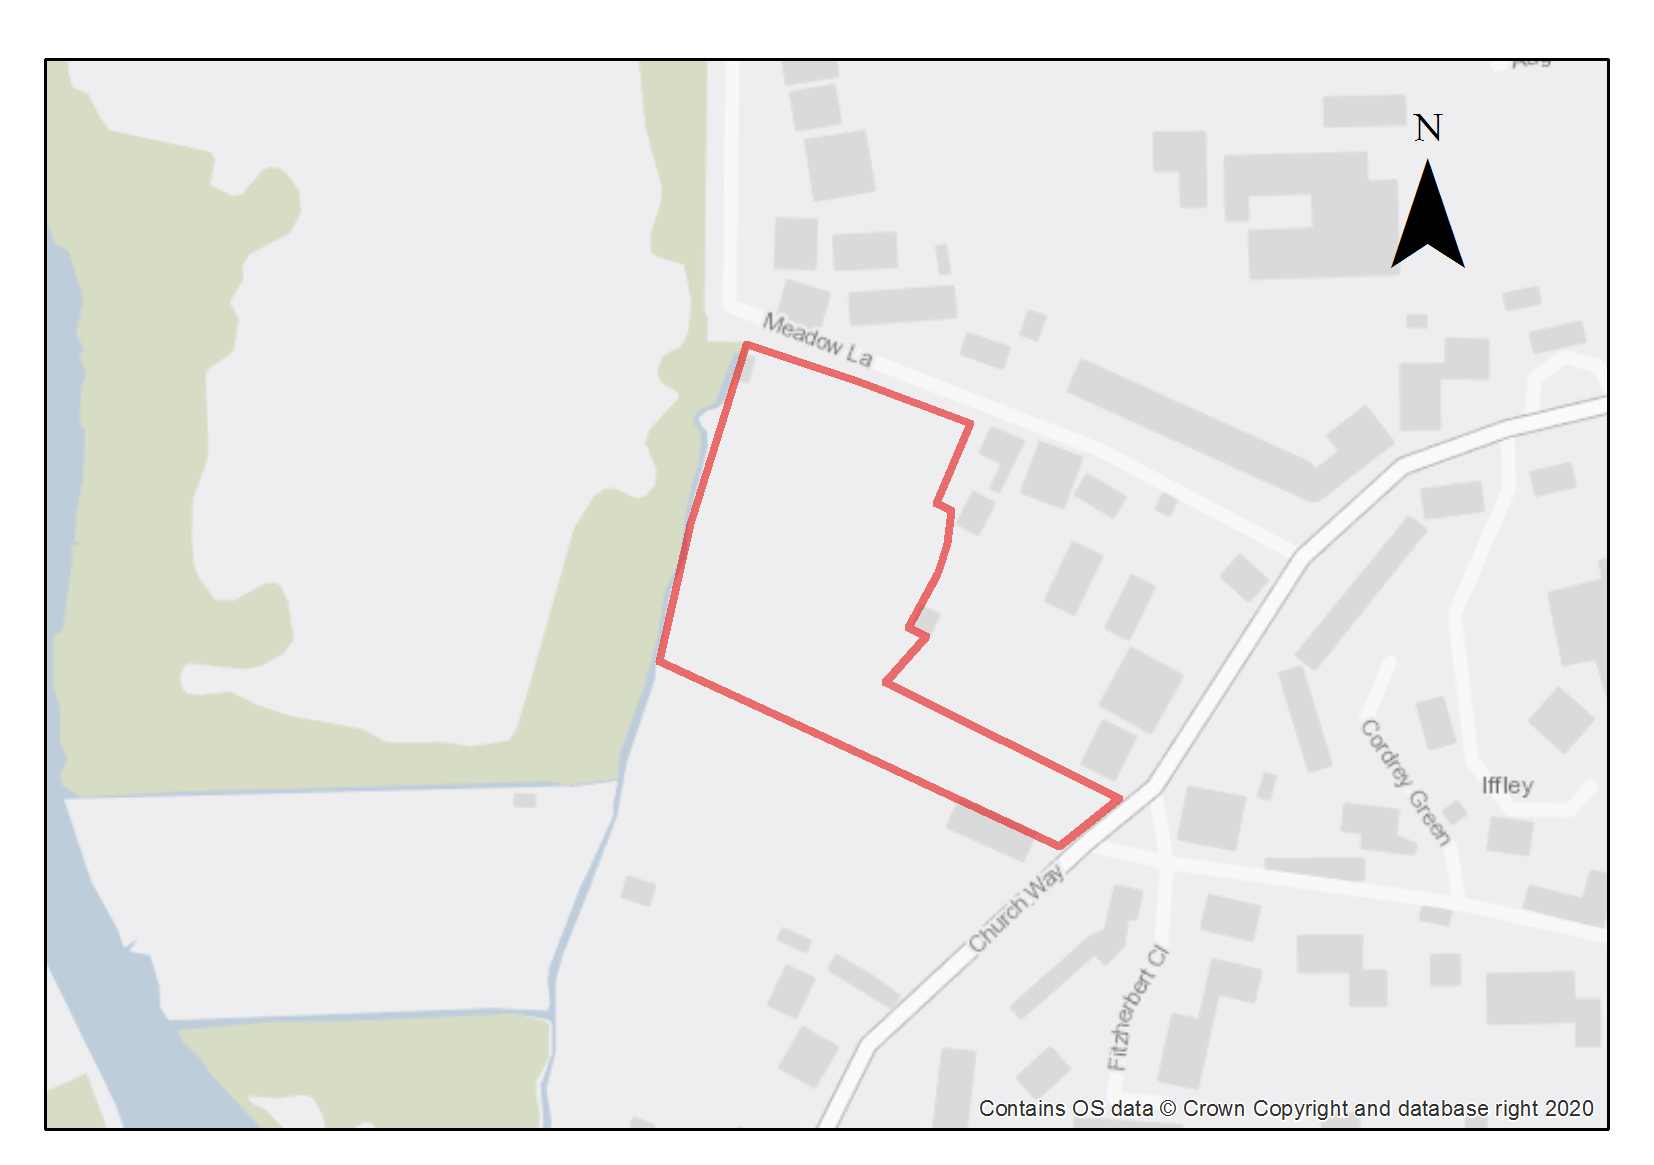 N
Meadow La
Cordrey Green
Iffley
Church Way
Fitzherbert Cl
Contains OS data © Crown Copyright and database right 2020